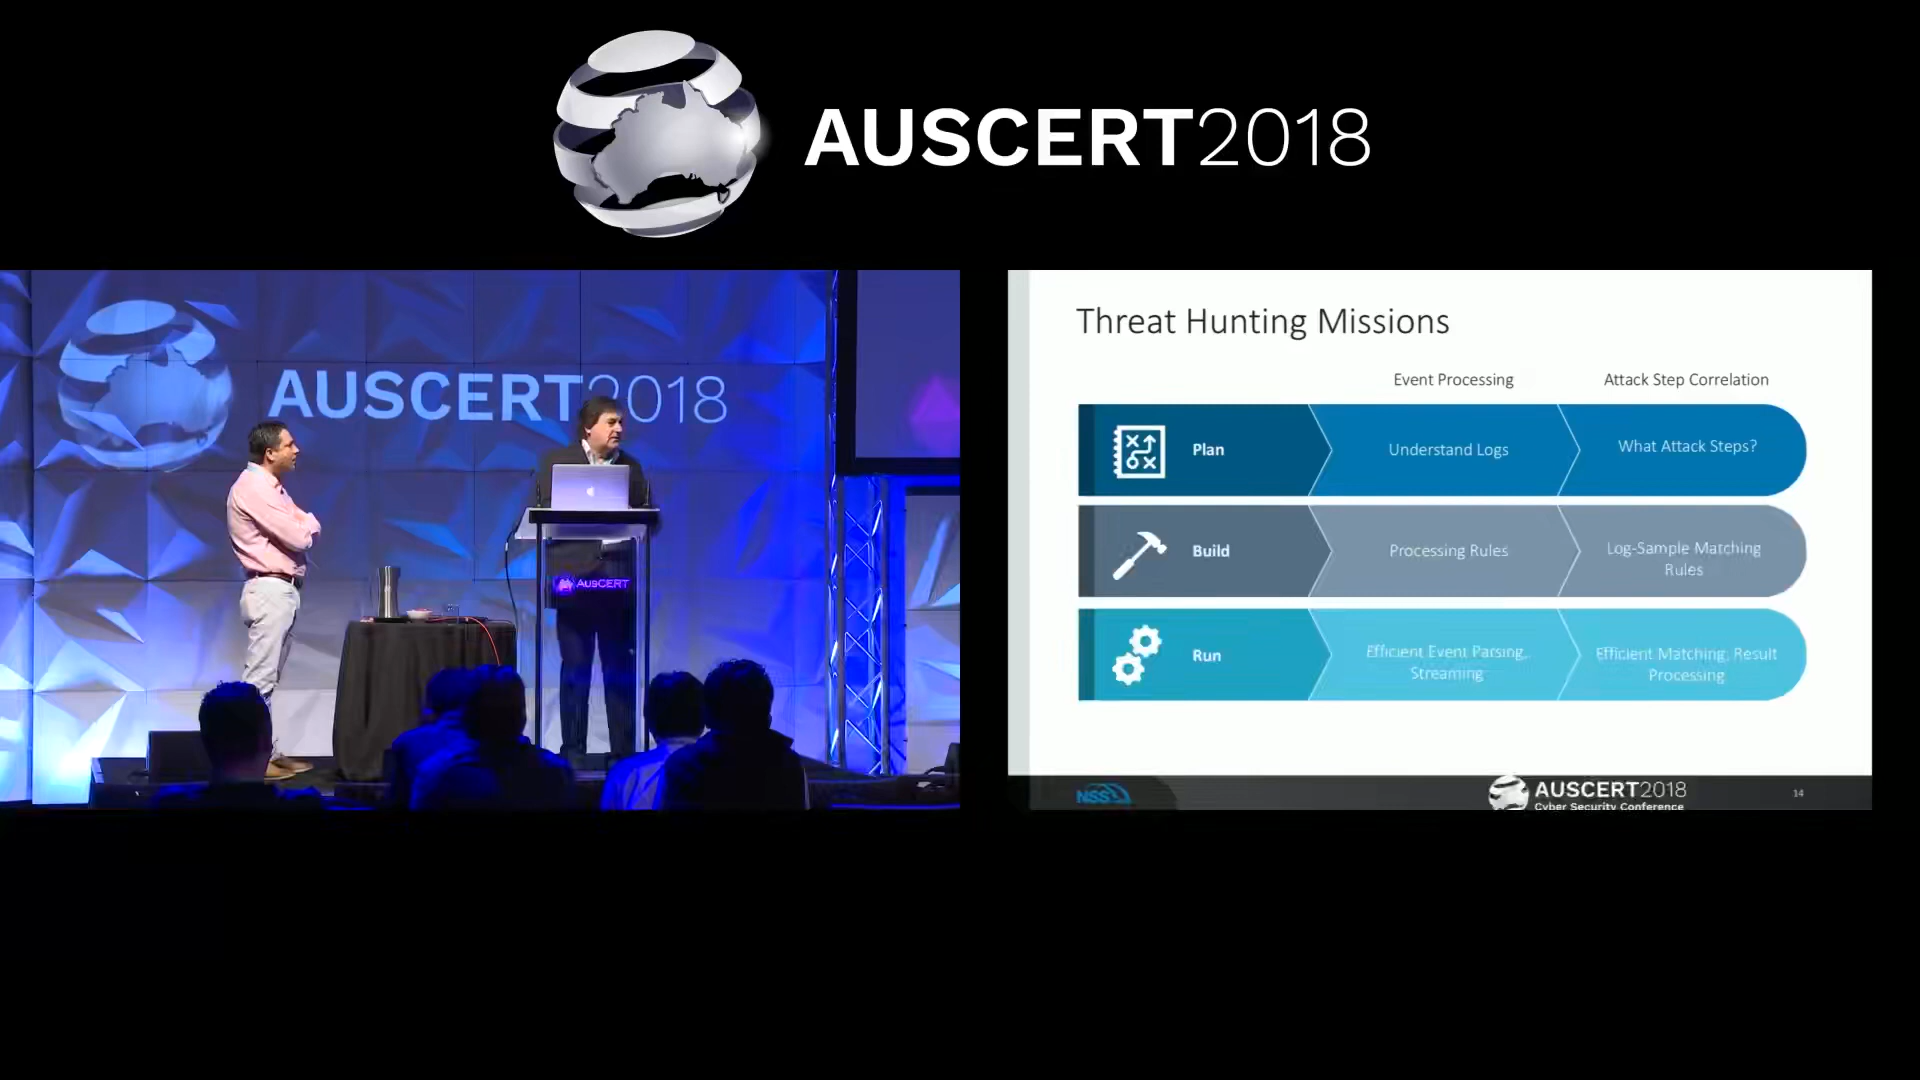 AUSCERT2018
AUSCERT2018
AUSCERT
Threat Hunting Missions
Event Processing
Attack Step Correlation
Plan
Understand Logs
What Attack Steps?
Build
Processing Rules
Log-Sample Matching
Rules
Run
Efficient Event Parsing,
Streaming
Efficient Matching, Result
Processing
NSS
AUSCERT2018
Cyber Security Conference
14